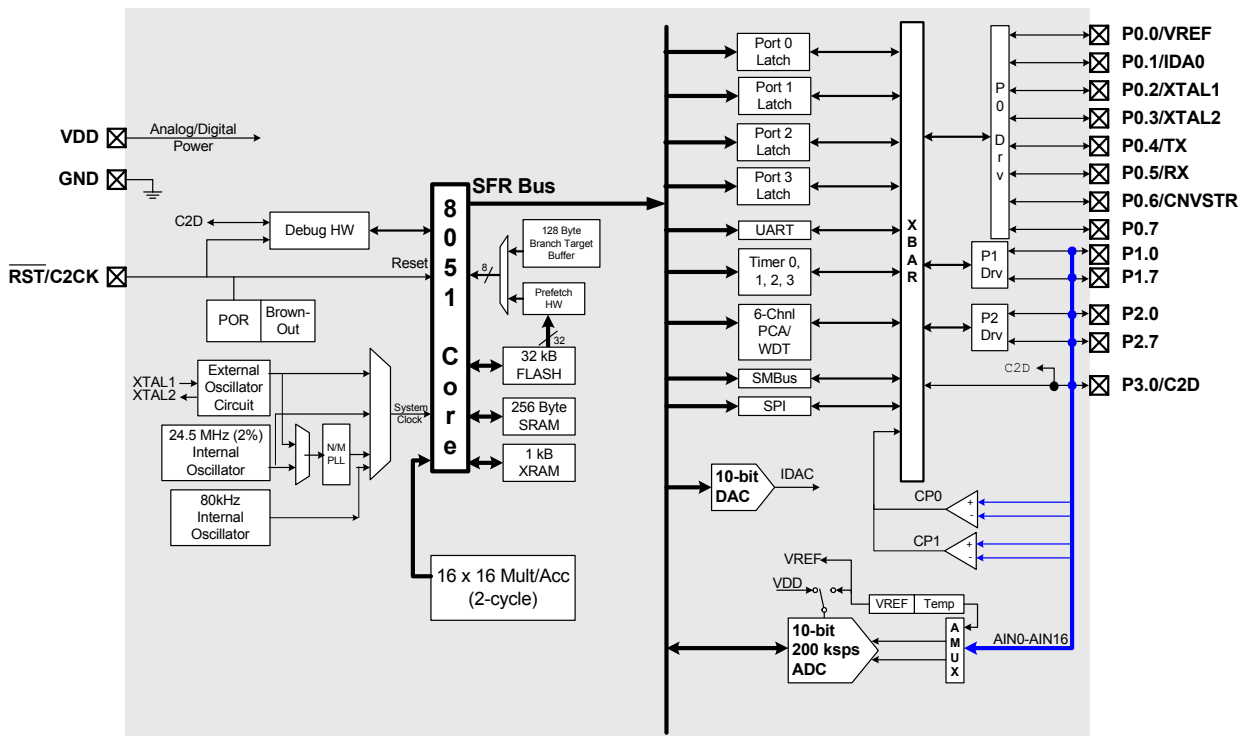 VDD
Analog/Digital
Power
GND
C2D
Debug HW
RST/C2CK
Reset
POR
Brown-
Out
XTAL1
XTAL2
External
Oscillator
Circuit
24.5 MHz (2%)
Internal
Oscillator
N/M
PLL
80kHz
Internal
Oscillator
System
Clock
8051 Core
SFR Bus
128 Byte
Branch Target
Buffer
8
Prefetch
HW
32
32 kB
FLASH
256 Byte
SRAM
1 kB
XRAM
16 x 16 Mult/Acc
(2-cycle)
Port 0
Latch
Port 1
Latch
Port 2
Latch
Port 3
Latch
UART
Timer 0,
1, 2, 3
6-Chnl
PCA/
WDT
SMBus
SPI
XBAR
P0 Drv
P1
Drv
P2
Drv
C2D
P0.0/VREF
P0.1/IDA0
P0.2/XTAL1
P0.3/XTAL2
P0.4/TX
P0.5/RX
P0.6/CNVSTR
P0.7
P1.0
P1.7
P2.0
P2.7
P3.0/C2D
10-bit
DAC
IDAC
CP0
+
-
CP1
+
-
VREF
VDD
VREF
Temp
10-bit
200 ksps
ADC
AMUX
AIN0-AIN16